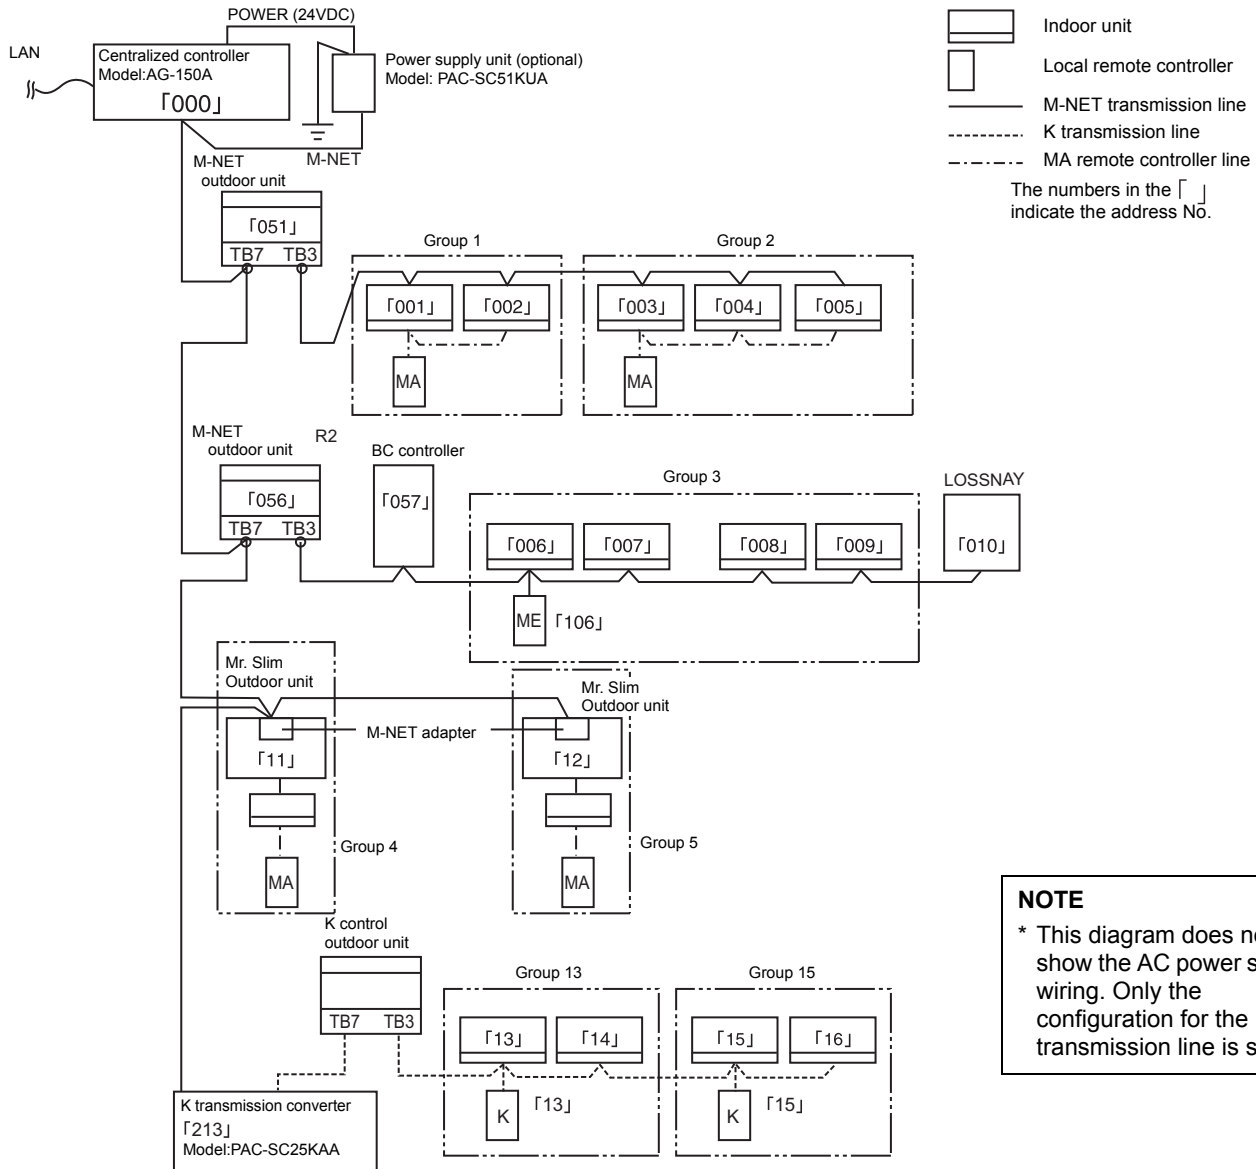 POWER (24VDC)
LAN
Centralized controller
Model:AG-150A
「000」
Power supply unit (optional)
Model: PAC-SC51KUA
M-NET
Indoor unit
Local remote controller
M-NET transmission line
K transmission line
MA remote controller line
The numbers in the「 」
indicate the address No.
M-NET
outdoor unit
「051」
TB7 TB3
Group 1
「001」 「002」
MA
Group 2
「003」 「004」 「005」
MA
M-NET
outdoor unit
R2
「056」
TB7 TB3
BC controller
「057」
Group 3
「006」 「007」 「008」 「009」
ME 「106」
LOSSNAY
「010」
Mr. Slim
Outdoor unit
「11」
M-NET adapter
MA
Group 4
Mr. Slim
Outdoor unit
「12」
MA
Group 5
K control
outdoor unit
TB7 TB3
Group 13
「13」 「14」
K 「13」
Group 15
「15」 「16」
K 「15」
K transmission converter
「213」
Model:PAC-SC25KAA
NOTE
* This diagram does
show the AC power
wiring. Only the
configuration for the
transmission line is